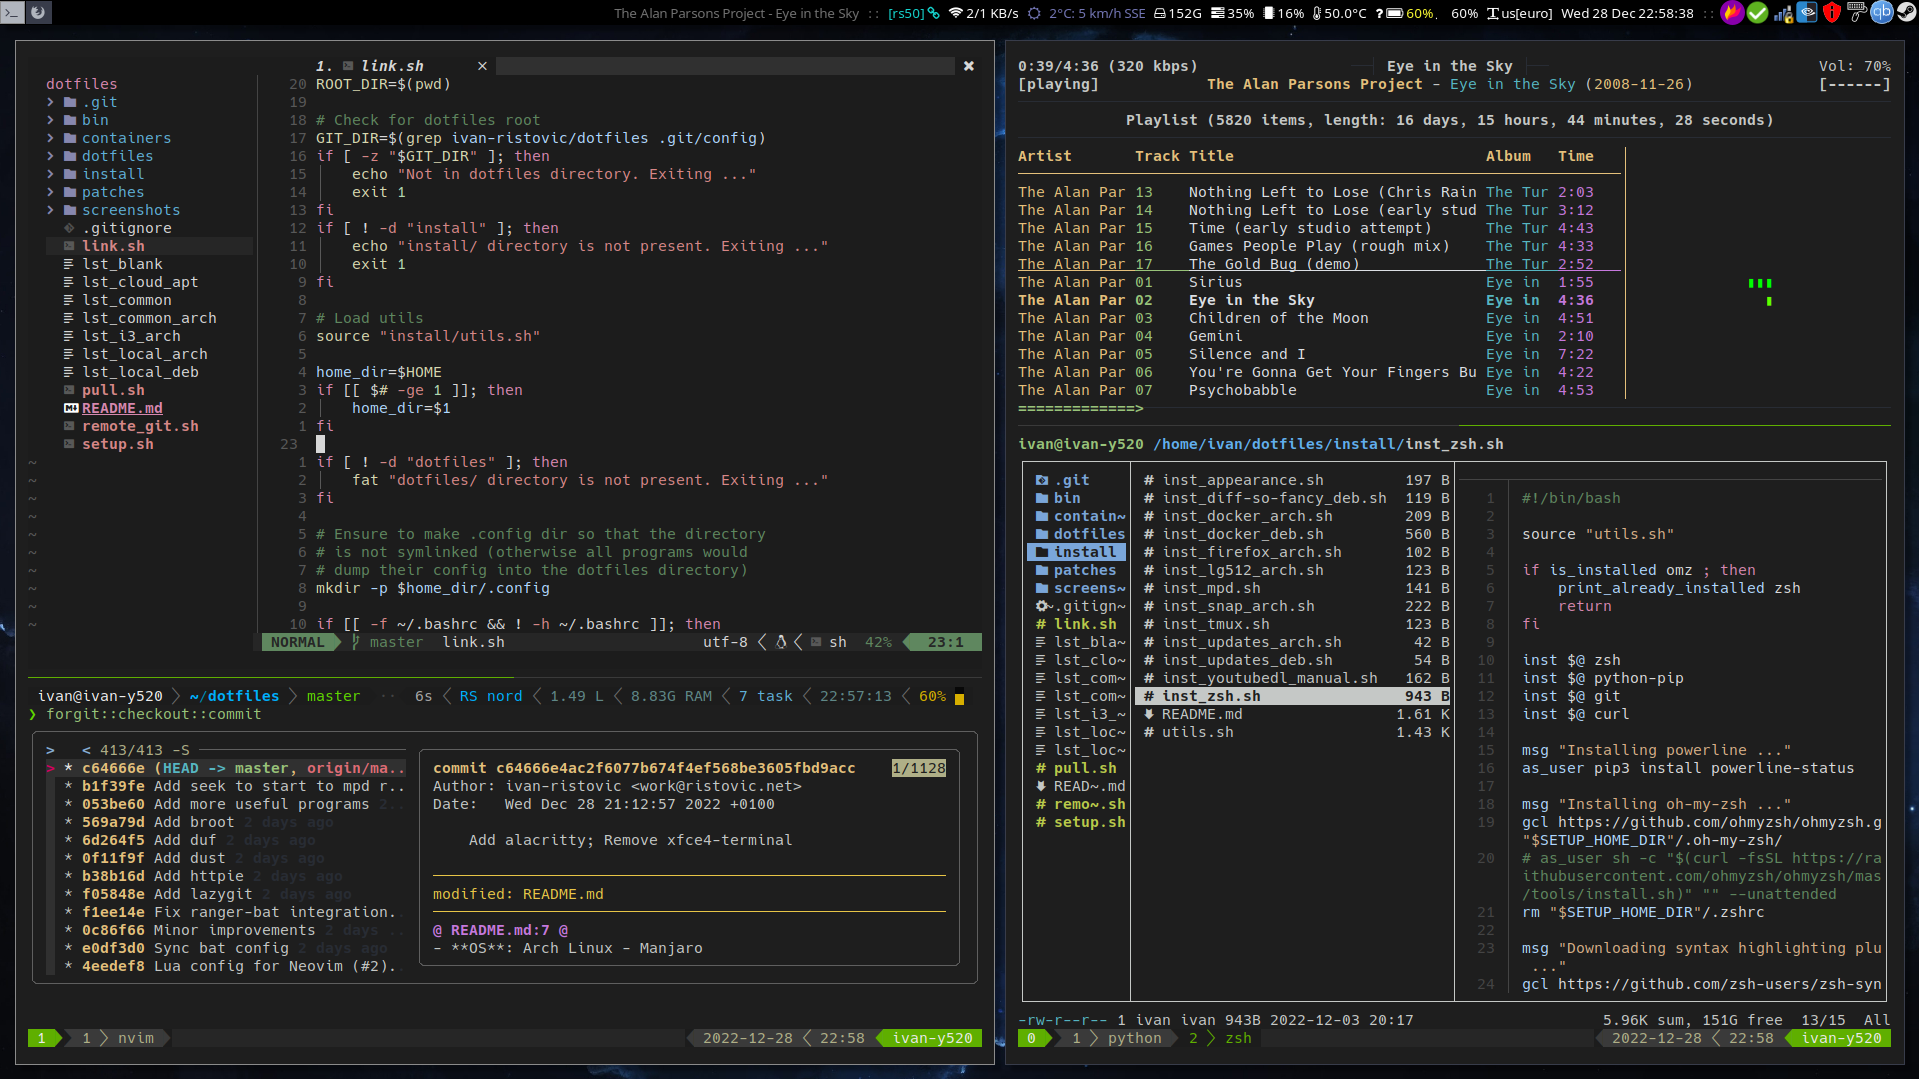 The Alan Parsons Project - Eye in the Sky :: [rs50] 2/1 KB/s 2°C: 5 km/h SSE 152G 35% 16% 50.0°C ? 60% 60% us[euro] Wed 28 Dec 22:58:38 ::
1. link.sh × ✖
dotfiles
.git
bin
containers
dotfiles
install
patches
screenshots
.gitignore
link.sh
lst_blank
lst_cloud_apt
lst_common
lst_common_arch
lst_i3_arch
lst_local_arch
lst_local_deb
pull.sh
README.md
remote_git.sh
setup.sh
~
~
~
~
~
~
~
~
~
~
20 ROOT_DIR=$(pwd)
19
18 # Check for dotfiles root
17 GIT_DIR=$(grep ivan-ristovic/dotfiles .git/config)
16 if [ -z "$GIT_DIR" ]; then
15 echo "Not in dotfiles directory. Exiting ..."
14 exit 1
13 fi
12 if [ ! -d "install" ]; then
11 echo "install/ directory is not present. Exiting ..."
10 exit 1
9 fi
8
7 # Load utils
6 source "install/utils.sh"
5
4 home_dir=$HOME
3 if [[ $# -ge 1 ]]; then
2 home_dir=$1
1 fi
23
1 if [ ! -d "dotfiles" ]; then
2 fat "dotfiles/ directory is not present. Exiting ..."
3 fi
4
5 # Ensure to make .config dir so that the directory
6 # is not symlinked (otherwise all programs would
7 # dump their config into the dotfiles directory)
8 mkdir -p $home_dir/.config
9
10 if [[ -f ~/.bashrc && ! -h ~/.bashrc ]]; then
NORMAL master link.sh utf-8 sh 42% 23:1
ivan@ivan-y520 ~/dotfiles master ·· 6s RS nord 1.49 L 8.83G RAM 7 task 22:57:13 60%
❯ forgit::checkout::commit
> < 413/413 -S
> * c64666e (HEAD -> master, origin/ma..
* b1f39fe Add seek to start to mpd r..
* 053be60 Add more useful programs 2..
* 569a79d Add broot 2 days ago
* 6d264f5 Add duf 2 days ago
* 0f11f9f Add dust 2 days ago
* b38b16d Add httpie 2 days ago
* f05848e Add lazygit 2 days ago
* f1ee14e Fix ranger-bat integration..
* 0c86f66 Minor improvements 2 days ..
* e0df3d0 Sync bat config 2 days ago
* 4eedef8 Lua config for Neovim (#2)..
commit c64666e4ac2f6077b674f4ef568be3605fbd9acc 1/1128
Author: ivan-ristovic <work@ristovic.net>
Date: Wed Dec 28 21:12:57 2022 +0100
Add alacritty; Remove xfce4-terminal
modified: README.md
@ README.md:7 @
- **OS**: Arch Linux - Manjaro
1 1 nvim 2022-12-28 22:58 ivan-y520
0:39/4:36 (320 kbps) Eye in the Sky Vol: 70%
[playing] The Alan Parsons Project - Eye in the Sky (2008-11-26) [------]
Playlist (5820 items, length: 16 days, 15 hours, 44 minutes, 28 seconds)
Artist Track Title Album Time
The Alan Par 13 Nothing Left to Lose (Chris Rain The Tur 2:03
The Alan Par 14 Nothing Left to Lose (early stud The Tur 3:12
The Alan Par 15 Time (early studio attempt) The Tur 4:43
The Alan Par 16 Games People Play (rough mix) The Tur 4:33
The Alan Par 17 The Gold Bug (demo) The Tur 2:52
The Alan Par 01 Sirius Eye in 1:55
The Alan Par 02 Eye in the Sky Eye in 4:36
The Alan Par 03 Children of the Moon Eye in 4:51
The Alan Par 04 Gemini Eye in 2:10
The Alan Par 05 Silence and I Eye in 7:22
The Alan Par 06 You're Gonna Get Your Fingers Bu Eye in 4:22
The Alan Par 07 Psychobabble Eye in 4:53
=============>
ivan@ivan-y520 /home/ivan/dotfiles/install/inst_zsh.sh
.git
bin
contain~
dotfiles
install
patches
screens~
~.gitign~
# link.sh
lst_bla~
lst_clo~
lst_com~
lst_com~
lst_i3_~
lst_loc~
lst_loc~
# pull.sh
READ~.md
# remo~.sh
# setup.sh
# inst_appearance.sh 197 B
# inst_diff-so-fancy_deb.sh 119 B
# inst_docker_arch.sh 209 B
# inst_docker_deb.sh 560 B
# inst_firefox_arch.sh 102 B
# inst_lg512_arch.sh 123 B
# inst_mpd.sh 141 B
# inst_snap_arch.sh 222 B
# inst_tmux.sh 123 B
# inst_updates_arch.sh 42 B
# inst_updates_deb.sh 54 B
# inst_youtubedl_manual.sh 162 B
# inst_zsh.sh 943 B
README.md 1.61 K
# utils.sh 1.43 K
1 #!/bin/bash
2
3 source "utils.sh"
4
5 if is_installed omz ; then
6 print_already_installed zsh
7 return
8 fi
9
10 inst $@ zsh
11 inst $@ python-pip
12 inst $@ git
13 inst $@ curl
14
15 msg "Installing powerline ..."
16 as_user pip3 install powerline-status
17
18 msg "Installing oh-my-zsh ..."
19 gcl https://github.com/ohmyzsh/ohmyzsh.g
"$SETUP_HOME_DIR"/.oh-my-zsh/
20 # as_user sh -c "$(curl -fsSL https://ra
ithubusercontent.com/ohmyzsh/ohmyzsh/mas
/tools/install.sh)" "" --unattended
21 rm "$SETUP_HOME_DIR"/.zshrc
22
23 msg "Downloading syntax highlighting plu
..."
24 gcl https://github.com/zsh-users/zsh-syn
-rw-r--r-- 1 ivan ivan 943B 2022-12-03 20:17 5.96K sum, 151G free 13/15 All
0 1 python 2 zsh 2022-12-28 22:58 ivan-y520